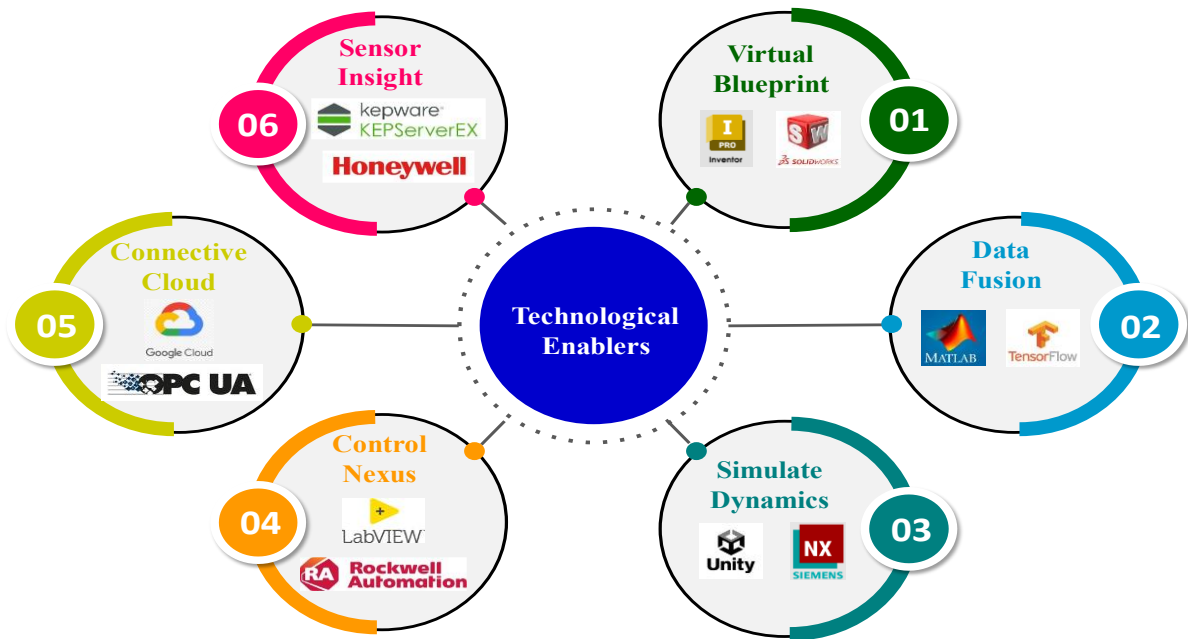 Sensor
Insight
kepware
KEPServerEX
Honeywell
06
Virtual
Blueprint
I
PRO
Inventor
SW
SOLIDWORKS
01
Connective
Cloud
Google Cloud
OPC UA
05
Technological
Enablers
Data
Fusion
MATLAB
TensorFlow
02
Control
Nexus
LabVIEW
RA
Rockwell
Automation
04
Simulate
Dynamics
Unity
NX
SIEMENS
03